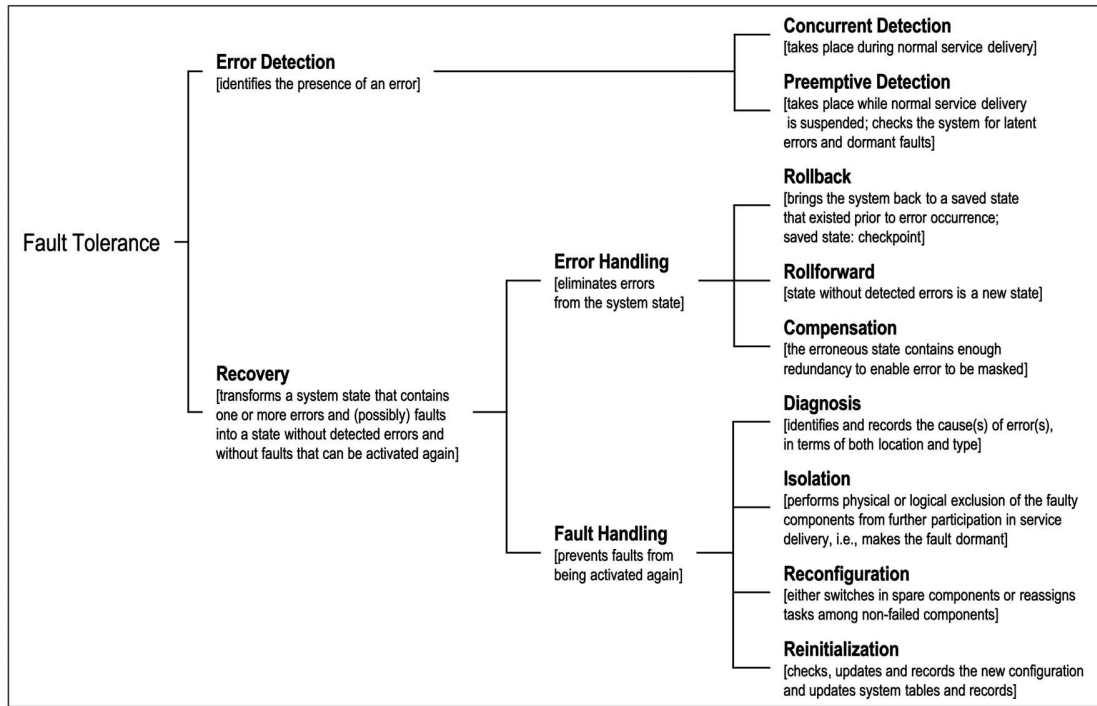 Fault Tolerance
Error Detection
[identifies the presence of an error]
Concurrent Detection
[takes place during normal service delivery]
Preemptive Detection
[takes place while normal service delivery
is suspended; checks the system for latent
errors and dormant faults]
Recovery
[transforms a system state that contains
one or more errors and (possibly) faults
into a state without detected errors and
without faults that can be activated again]
Error Handling
[eliminates errors
from the system state]
Rollback
[brings the system back to a saved state
that existed prior to error occurrence;
saved state: checkpoint]
Rollforward
[state without detected errors is a new state]
Compensation
[the erroneous state contains enough
redundancy to enable error to be masked]
Fault Handling
[prevents faults from
being activated again]
Diagnosis
[identifies and records the cause(s) of error(s),
in terms of both location and type]
Isolation
[performs physical or logical exclusion of the faulty
components from further participation in service
delivery, i.e., makes the fault dormant]
Reconfiguration
[either switches in spare components or reassigns
tasks among non-failed components]
Reinitialization
[checks, updates and records the new configuration
and updates system tables and records]